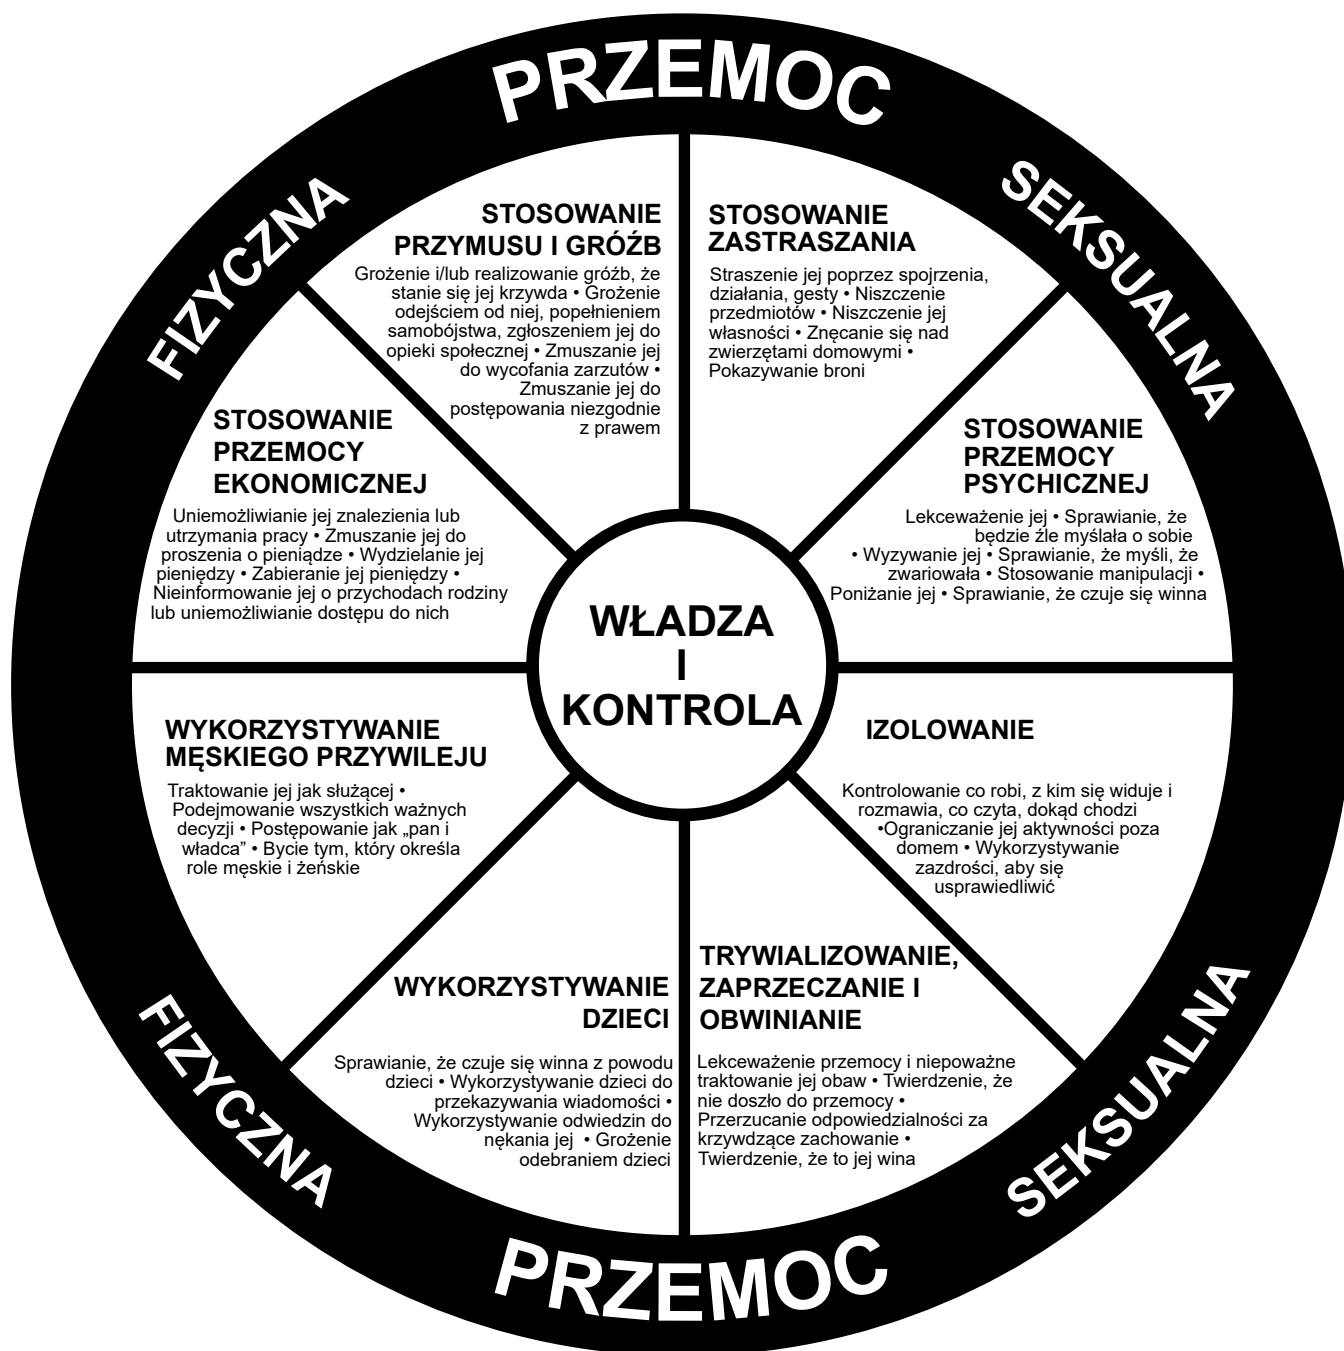 PRZEMOC
FIZYCZNA
SEKSUALNA
STOSOWANIE
PRZYMUSU I GRÓŹB
Grożenie i/lub realizowanie gróźb, że
stanie się jej krzywda • Grożenie
odejściem od niej, popełnieniem
samobójstwa, zgłoszeniem jej do
opieki społecznej • Zmuszanie jej
do wycofania zarzutów •
Zmuszanie jej do
postępowania niezgodnie
z prawem
STOSOWANIE
ZASTRASZANIA
Straszenie jej poprzez spojrzenia,
działania, gesty • Niszczenie
przedmiotów • Niszczenie jej
własności • Znęcanie się nad
zwierzętami domowymi •
Pokazywanie broni
STOSOWANIE
PRZEMOCY
EKONOMICZNEJ
Uniemożliwianie jej znalezienia lub
utrzymania pracy • Zmuszanie jej do
proszenia o pieniądze • Wydzielanie jej
pieniędzy • Zabieranie jej pieniędzy •
Nieinformowanie jej o przychodach rodziny
lub uniemożliwianie dostępu do nich
STOSOWANIE
PRZEMOCY
PSYCHICZNEJ
Lekceważenie jej • Sprawianie, że
będzie źle myślała o sobie
• Wyzywanie jej • Sprawianie, że myśli, że
zwariowała • Stosowanie manipulacji •
Poniżanie jej • Sprawianie, że czuje się winna
WŁADZA
I
KONTROLA
WYKORZYSTYWANIE
MĘSKIEGO PRZYWILEJU
Traktowanie jej jak służącej •
Podejmowanie wszystkich ważnych
decyzji • Postępowanie jak „pan i
władca” • Bycie tym, który określa
role męskie i żeńskie
IZOLOWANIE
Kontrolowanie co robi, z kim się widuje i
rozmawia, co czyta, dokąd chodzi
•Ograniczanie jej aktywności poza
domem • Wykorzystywanie
zazdrości, aby się
usprawiedliwić
WYKORZYSTYWANIE
DZIECI
Sprawianie, że czuje się winna z powodu
dzieci • Wykorzystywanie dzieci do
przekazywania wiadomości •
Wykorzystywanie odwiedzin do
nękania jej • Grożenie
odebraniem dzieci
TRYWIALIZOWANIE,
ZAPRZECZANIE I
OBWINIANIE
Lekceważenie przemocy i niepoważne
traktowanie jej obaw • Twierdzenie, że
nie doszło do przemocy •
Przerzucanie odpowiedzialności za
krzywdzące zachowanie •
Twierdzenie, że to jej wina
FIZYCZNA
SEKSUALNA
PRZEMOC